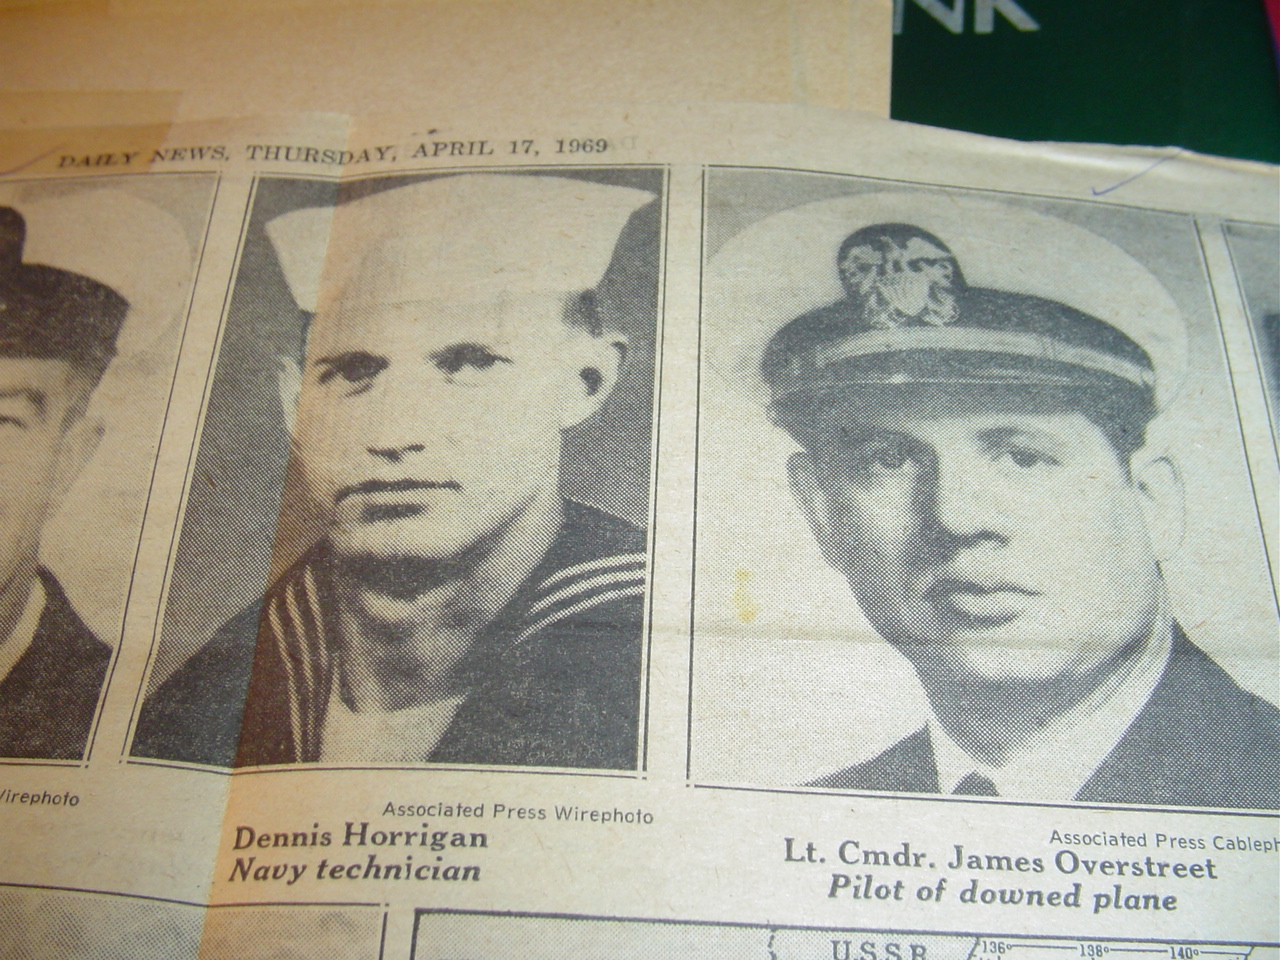 NK
DAILY NEWS, THURSDAY, APRIL 17, 1969
Wirephoto
Associated Press Wirephoto
Dennis Horrigan
Navy technician
Associated Press Cableph
Lt. Cmdr. James Overstreet
Pilot of downed plane
U.S.S.R.
136° 138° 140°